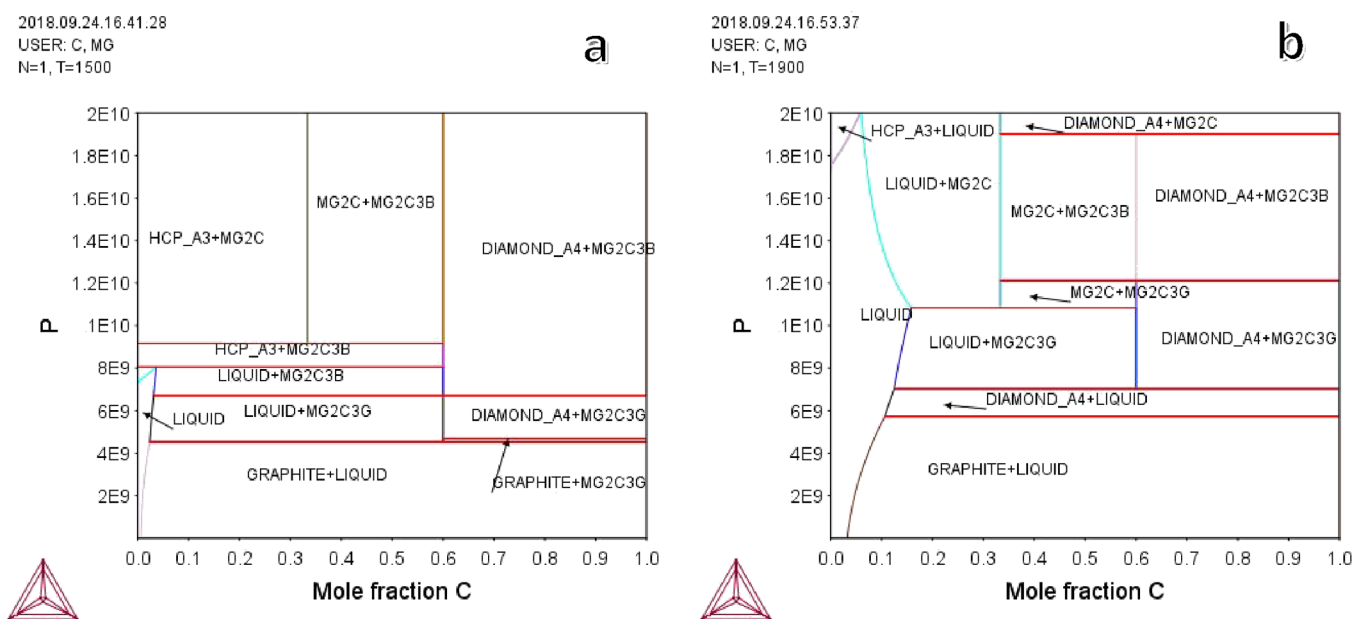 2018.09.24.16.41.28
USER: C, MG
N=1, T=1500
a
2E10
1.8E10
1.6E10
1.4E10
1.2E10
1E10
8E9
6E9
4E9
2E9
P
MG2C+MG2C3B
HCP_A3+MG2C
DIAMOND_A4+MG2C3B
HCP_A3+MG2C3B
LIQUID+MG2C3B
LIQUID+MG2C3G
LIQUID
DIAMOND_A4+MG2C3G
GRAPHITE+LIQUID
GRAPHITE+MG2C3G
0.0 0.1 0.2 0.3 0.4 0.5 0.6 0.7 0.8 0.9 1.0
Mole fraction C
2018.09.24.16.53.37
USER: C, MG
N=1, T=1900
b
2E10
1.8E10
1.6E10
1.4E10
1.2E10
1E10
8E9
6E9
4E9
2E9
P
HCP_A3+LIQUID
DIAMOND_A4+MG2C
LIQUID+MG2C
DIAMOND_A4+MG2C3B
MG2C+MG2C3B
MG2C+MG2C3G
LIQUID
LIQUID+MG2C3G
DIAMOND_A4+MG2C3G
DIAMOND_A4+LIQUID
GRAPHITE+LIQUID
0.0 0.1 0.2 0.3 0.4 0.5 0.6 0.7 0.8 0.9 1.0
Mole fraction C